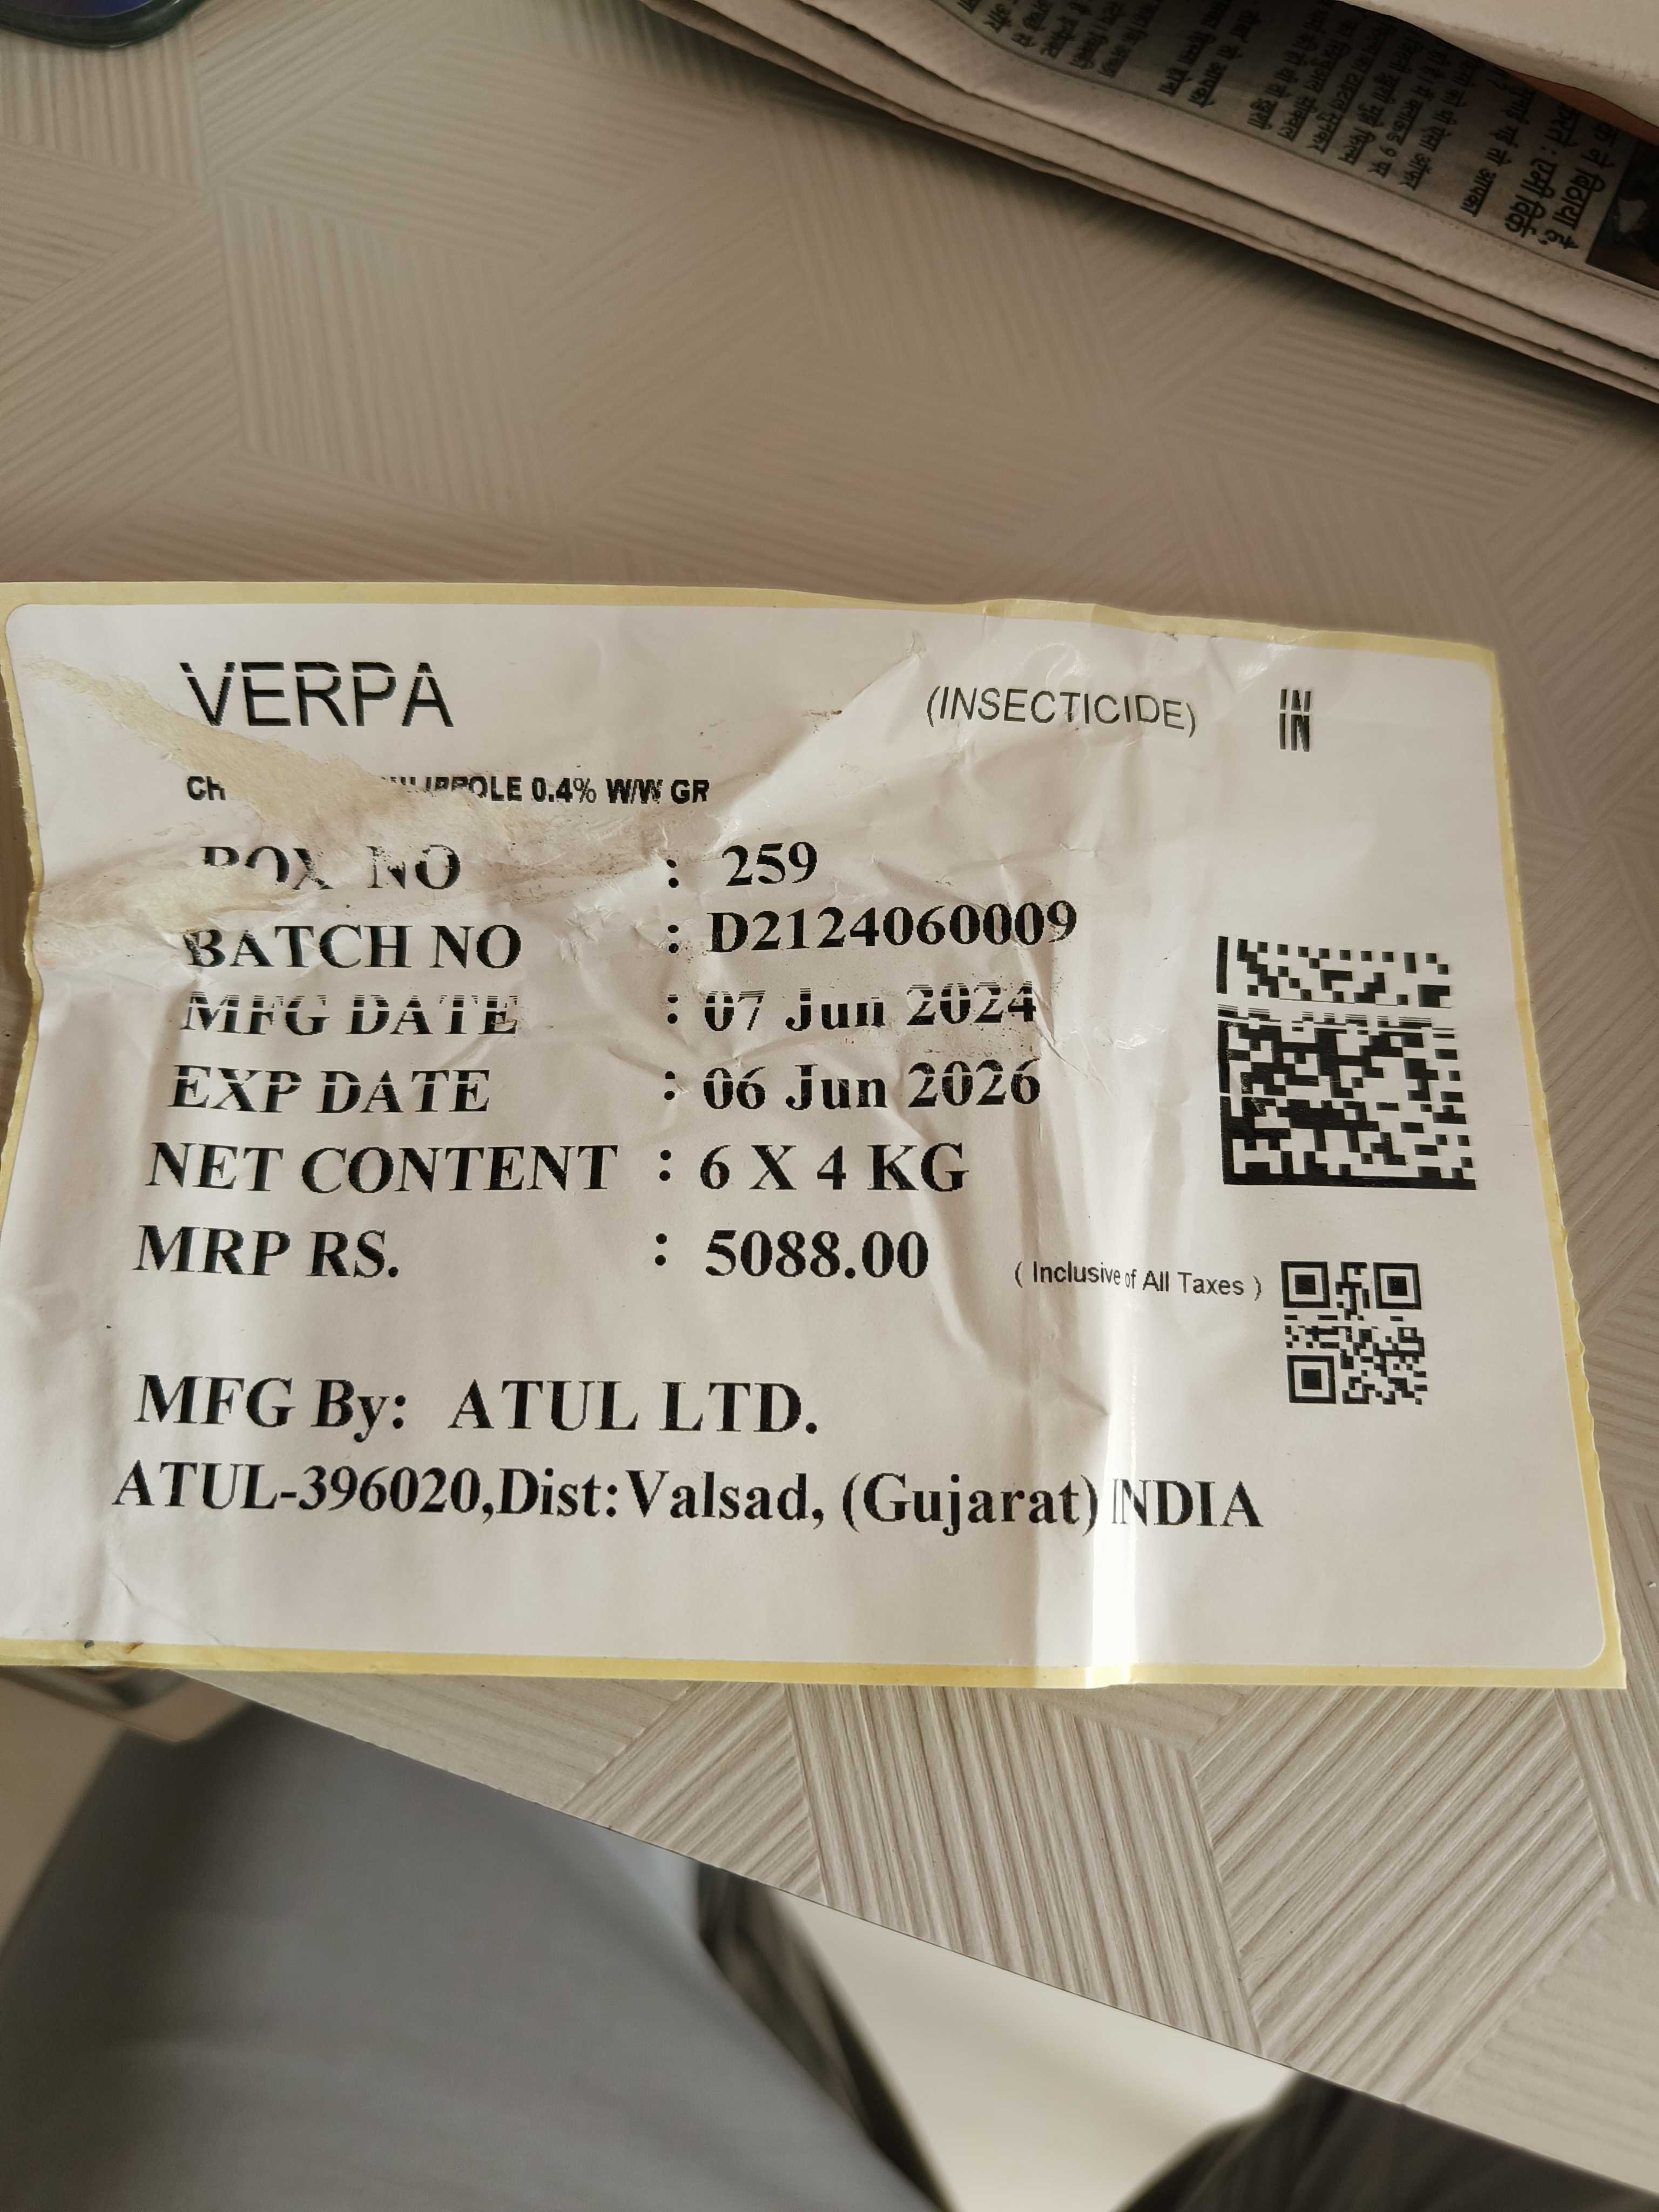 VERPA (INSECTICIDE) IN
0.4% W/W GR
BOX NO : 259
BATCH NO : D2124060009
MFG DATE : 07 Jun 2024
EXP DATE : 06 Jun 2026
NET CONTENT : 6 X 4 KG
MRP RS. : 5088.00 ( Inclusive of All Taxes )
MFG By: ATUL LTD.
ATUL-396020,Dist:Valsad, (Gujarat) INDIA